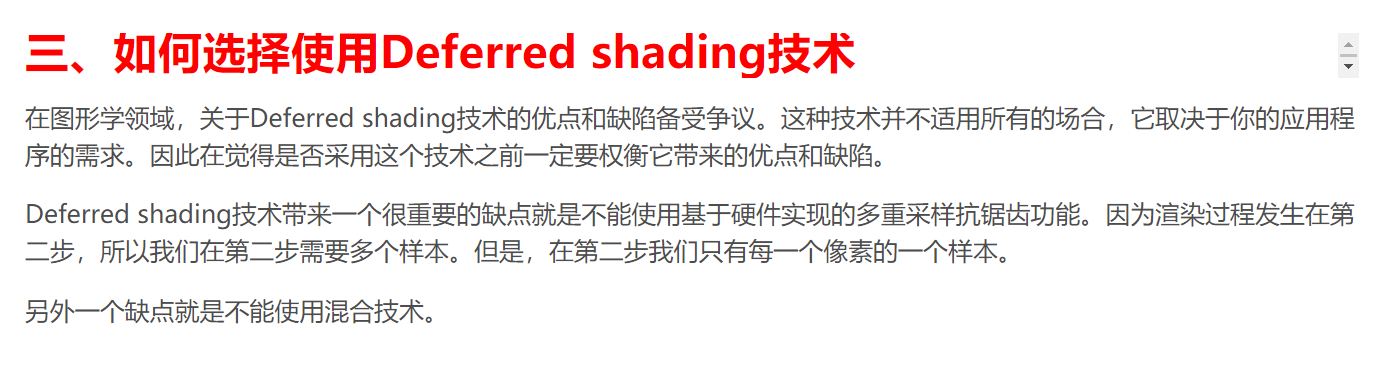 三、如何选择使用Deferred shading技术
在图形学领域，关于Deferred shading技术的优点和缺陷备受争议。这种技术并不适用所有的场合，它取决于你的应用程
序的需求。因此在觉得是否采用这个技术之前一定要权衡它带来的优点和缺陷。
Deferred shading技术带来一个很重要的缺点就是不能使用基于硬件实现的多重采样抗锯齿功能。因为渲染过程发生在第
二步，所以我们在第二步需要多个样本。但是，在第二步我们只有每一个像素的一个样本。
另外一个缺点就是不能使用混合技术。